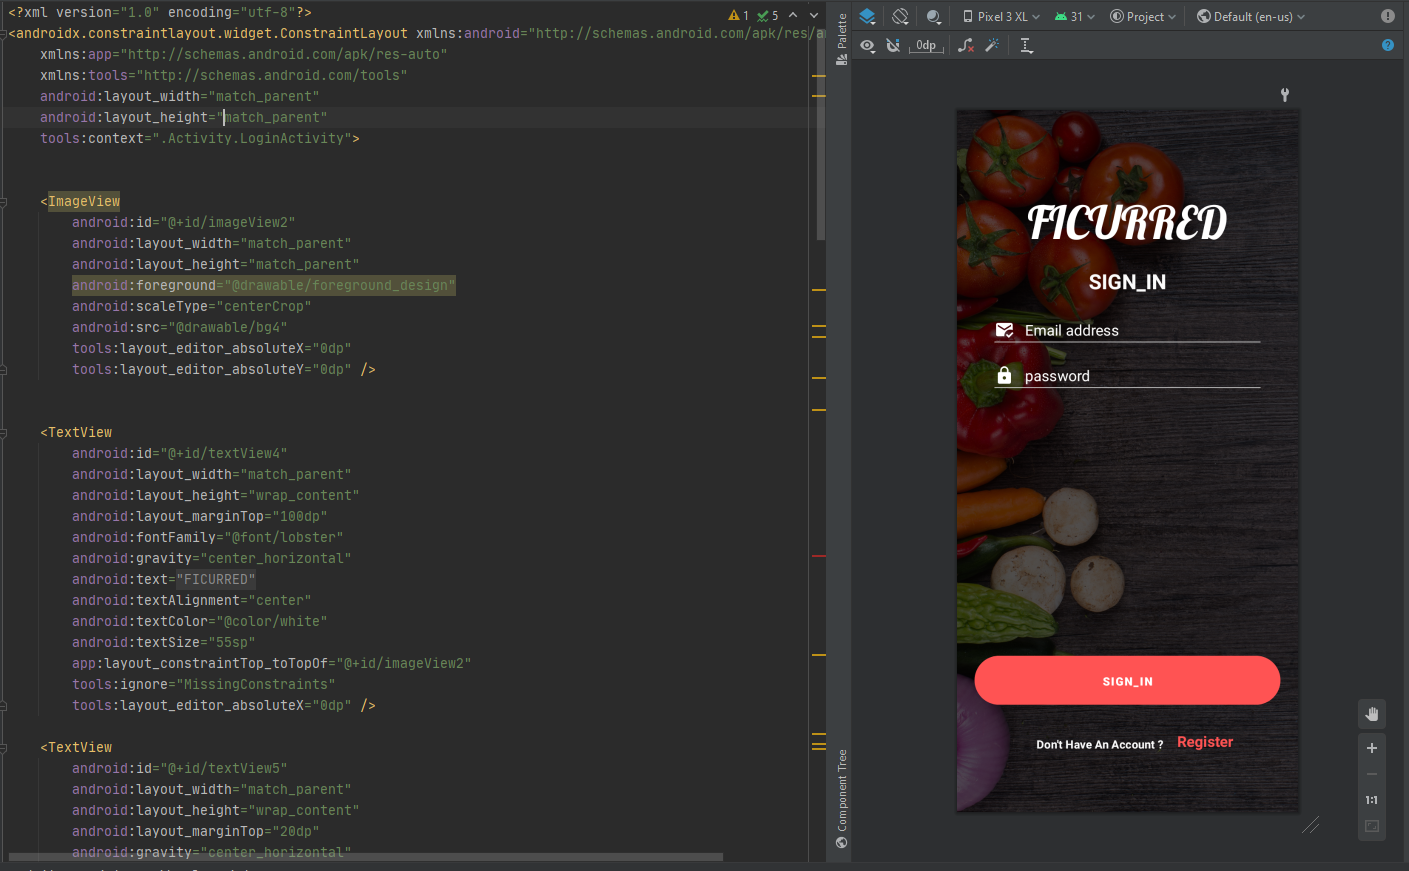 <?xml version="1.0" encoding="utf-8"?>
1 5
<androidx.constraintlayout.widget.ConstraintLayout xmlns:android="http://schemas.android.com/apk/res/an
xmlns:app="http://schemas.android.com/apk/res-auto"
xmlns:tools="http://schemas.android.com/tools"
android:layout_width="match_parent"
android:layout_height="match_parent"
tools:context=".Activity.LoginActivity">
<ImageView
android:id="@+id/imageView2"
android:layout_width="match_parent"
android:layout_height="match_parent"
android:foreground="@drawable/foreground_design"
android:scaleType="centerCrop"
android:src="@drawable/bg4"
tools:layout_editor_absoluteX="0dp"
tools:layout_editor_absoluteY="0dp" />
<TextView
android:id="@+id/textView4"
android:layout_width="match_parent"
android:layout_height="wrap_content"
android:layout_marginTop="100dp"
android:fontFamily="@font/lobster"
android:gravity="center_horizontal"
android:text="FICURRED"
android:textAlignment="center"
android:textColor="@color/white"
android:textSize="55sp"
app:layout_constraintTop_toTopOf="@+id/imageView2"
tools:ignore="MissingConstraints"
tools:layout_editor_absoluteX="0dp" />
<TextView
android:id="@+id/textView5"
android:layout_width="match_parent"
android:layout_height="wrap_content"
android:layout_marginTop="20dp"
android:gravity="center_horizontal"
Palette
Component Tree
Pixel 3 XL 31 Project Default (en-us)
0dp
FICURRED
SIGN_IN
Email address
password
SIGN_IN
Don't Have An Account ? Register
1:1